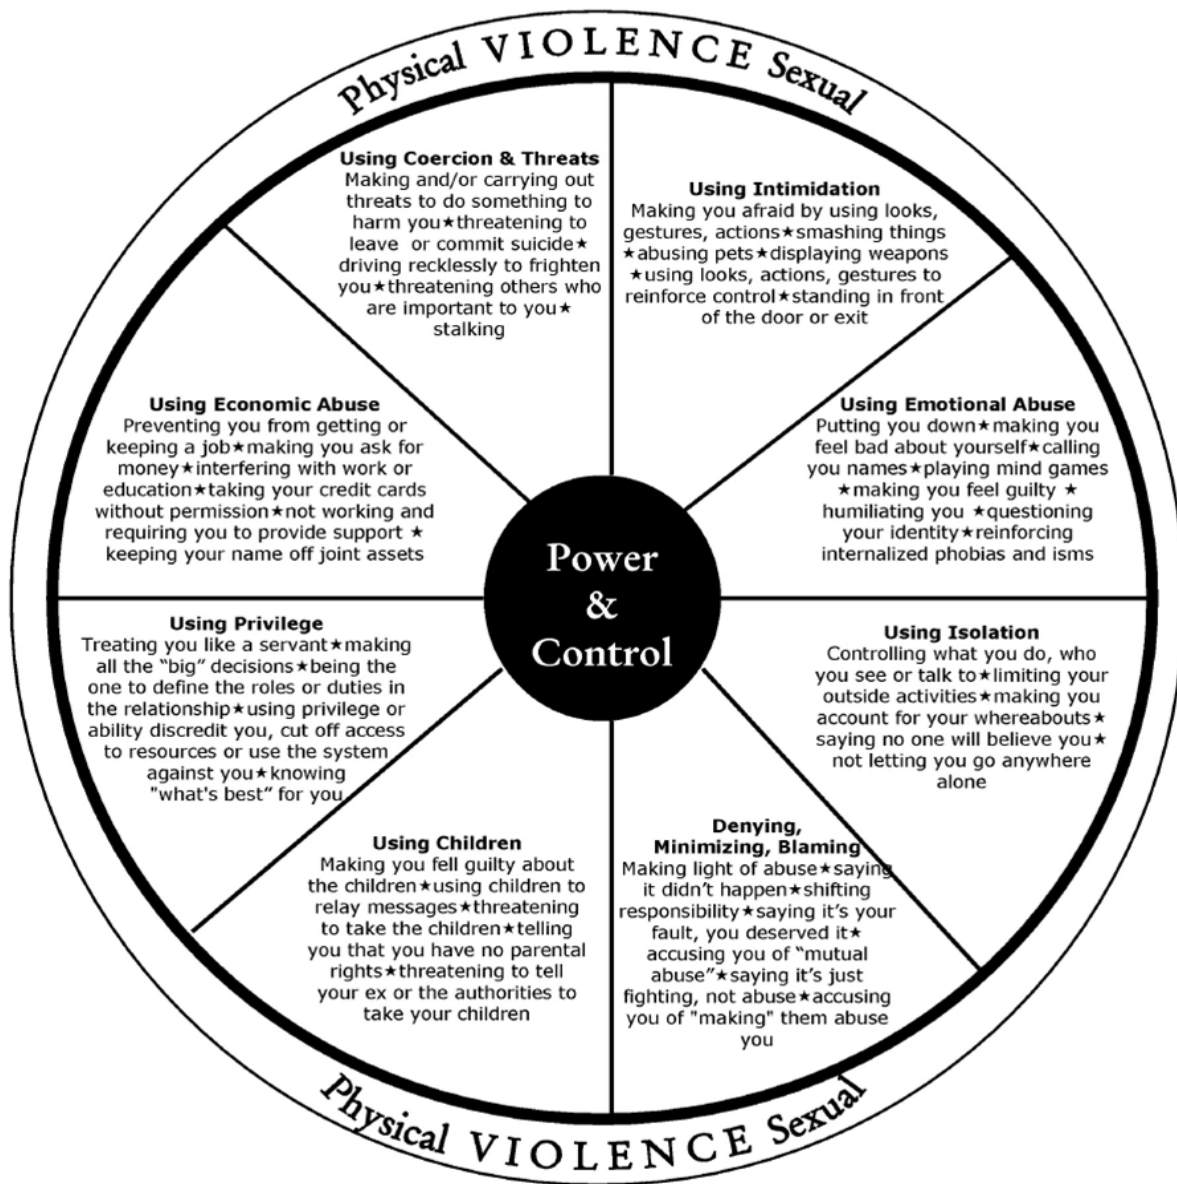 Physical VIOLENCE Sexual
Using Coercion & Threats
Making and/or carrying out
threats to do something to
harm you★threatening to
leave or commit suicide★
driving recklessly to frighten
you★threatening others who
are important to you★
stalking
Using Intimidation
Making you afraid by using looks,
gestures, actions★smashing things
★abusing pets★displaying weapons
★using looks, actions, gestures to
reinforce control★standing in front
of the door or exit
Using Economic Abuse
Preventing you from getting or
keeping a job★making you ask for
money★interfering with work or
education★taking your credit cards
without permission★not working and
requiring you to provide support ★
keeping your name off joint assets
Using Emotional Abuse
Putting you down★making you
feel bad about yourself★calling
you names★playing mind games
★making you feel guilty ★
humiliating you ★questioning
your identity★reinforcing
internalized phobias and isms
Power
&
Control
Using Privilege
Treating you like a servant★making
all the “big” decisions★being the
one to define the roles or duties in
the relationship★using privilege or
ability discredit you, cut off access
to resources or use the system
against you★knowing
"what's best” for you
Using Isolation
Controlling what you do, who
you see or talk to★limiting your
outside activities★making you
account for your whereabouts★
saying no one will believe you★
not letting you go anywhere
alone
Using Children
Making you fell guilty about
the children★using children to
relay messages★threatening
to take the children★telling
you that you have no parental
rights★threatening to tell
your ex or the authorities to
take your children
Denying,
Minimizing, Blaming
Making light of abuse★saying
it didn’t happen★shifting
responsibility★saying it’s your
fault, you deserved it★
accusing you of “mutual
abuse”★saying it’s just
fighting, not abuse★accusing
you of "making" them abuse
you
Physical VIOLENCE Sexual